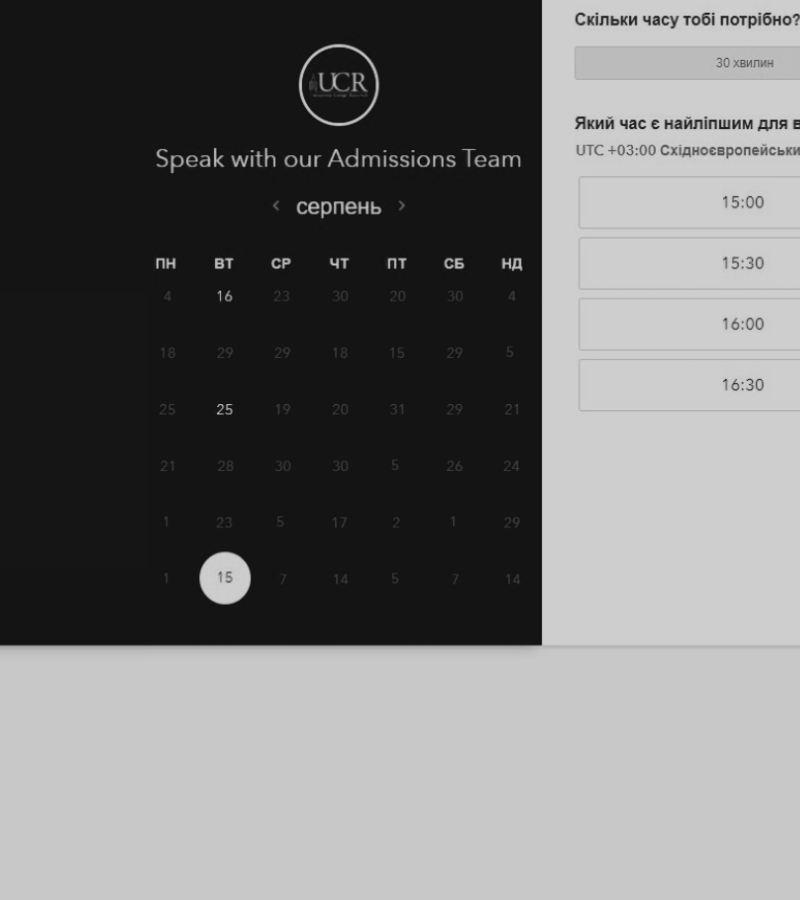 UCR
Speak with our Admissions Team
‹ серпень ›
ПН ВТ СР ЧТ ПТ СБ НД
4 16 23 30 20 30 4
18 29 29 18 15 29 5
25 25 19 20 31 29 21
21 28 30 30 5 26 24
1 23 5 17 2 1 29
1 15 7 14 5 7 14
Скільки часу тобі потрібно?
30 хвилин
Який час є найліпшим для в
UTC +03:00 Східноєвропейськи
15:00
15:30
16:00
16:30